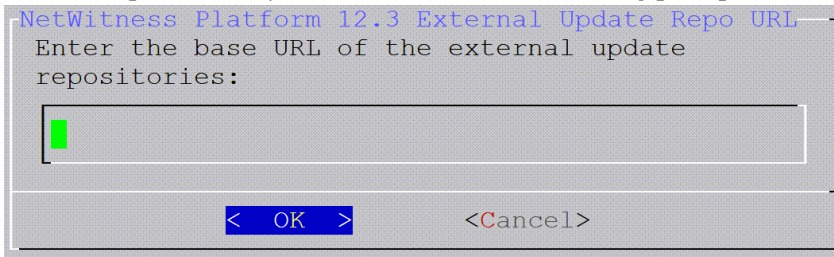 NetWitness Platform 12.3 External Update Repo URL
Enter the base URL of the external update
repositories:
< OK > <Cancel>